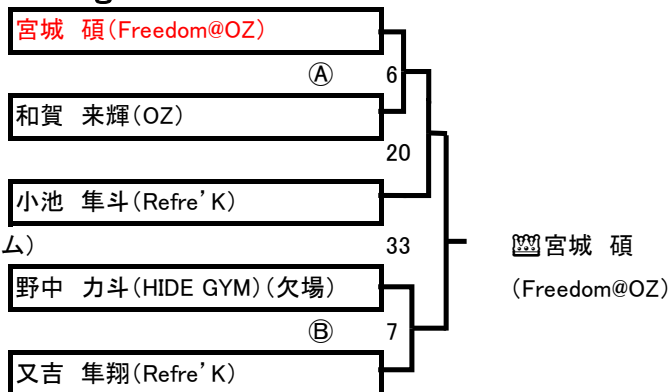 宮城　碩(Freedom@OZ)
Ⓐ 6
和賀　来輝(OZ)
20
小池　隼斗(Refre'K)
ム)
33
👑宮城　碩
(Freedom@OZ)
野中　力斗(HIDE GYM)(欠場)
Ⓑ 7
又吉　隼翔(Refre'K)